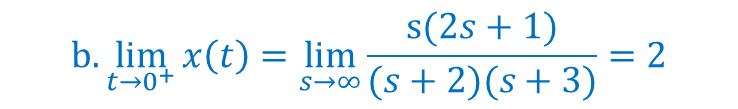 b. lim_{t→0⁺} x(t) = lim_{s→∞} s(2s + 1) / (s + 2)(s + 3) = 2